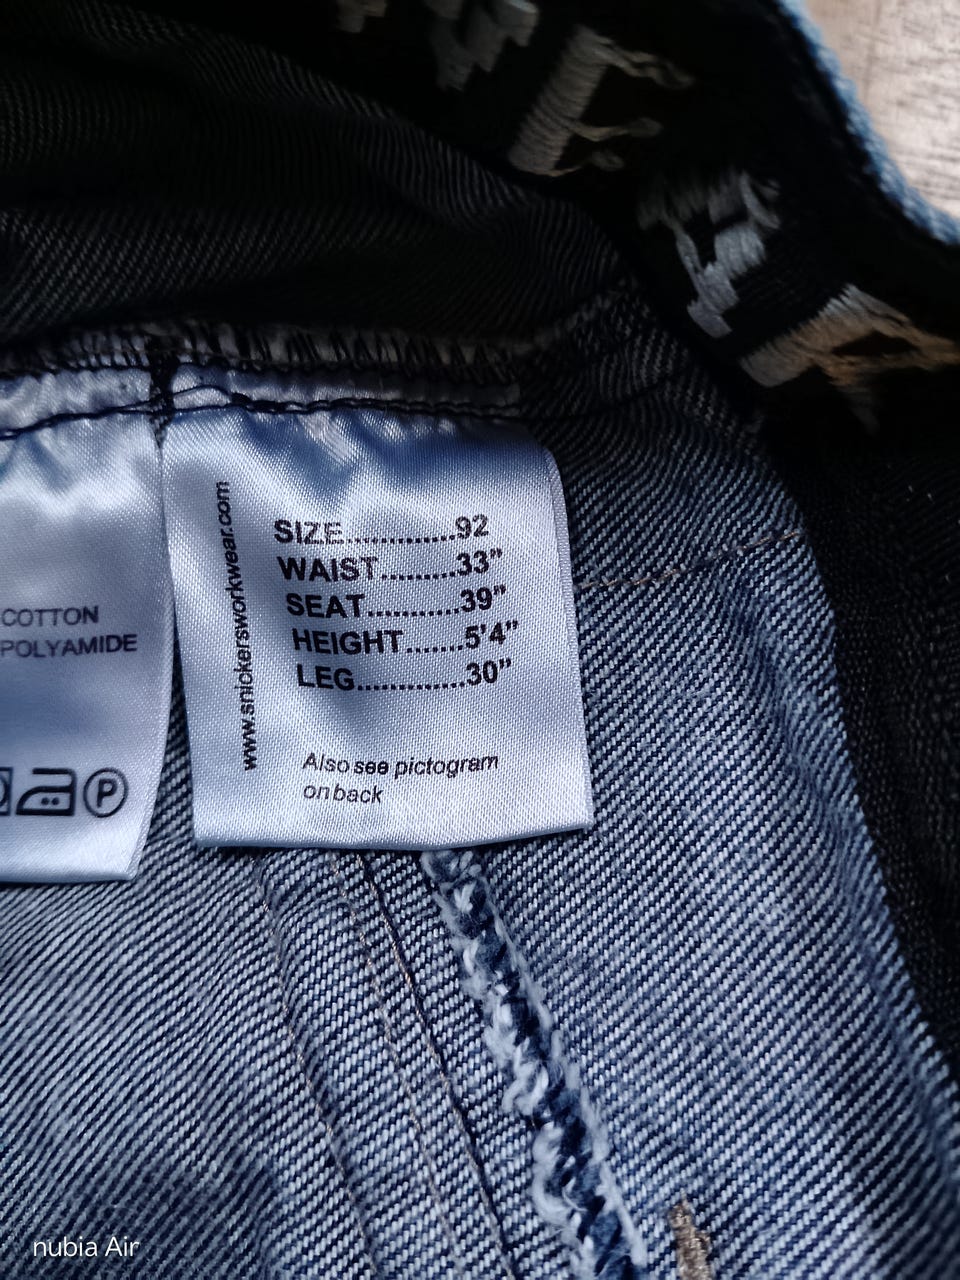 www.snickersworkwear.com
SIZE.............92
WAIST..........33”
SEAT............39”
HEIGHT.......5'4”
LEG..............30”
Also see pictogram
on back
COTTON
POLYAMIDE
P
nubia Air